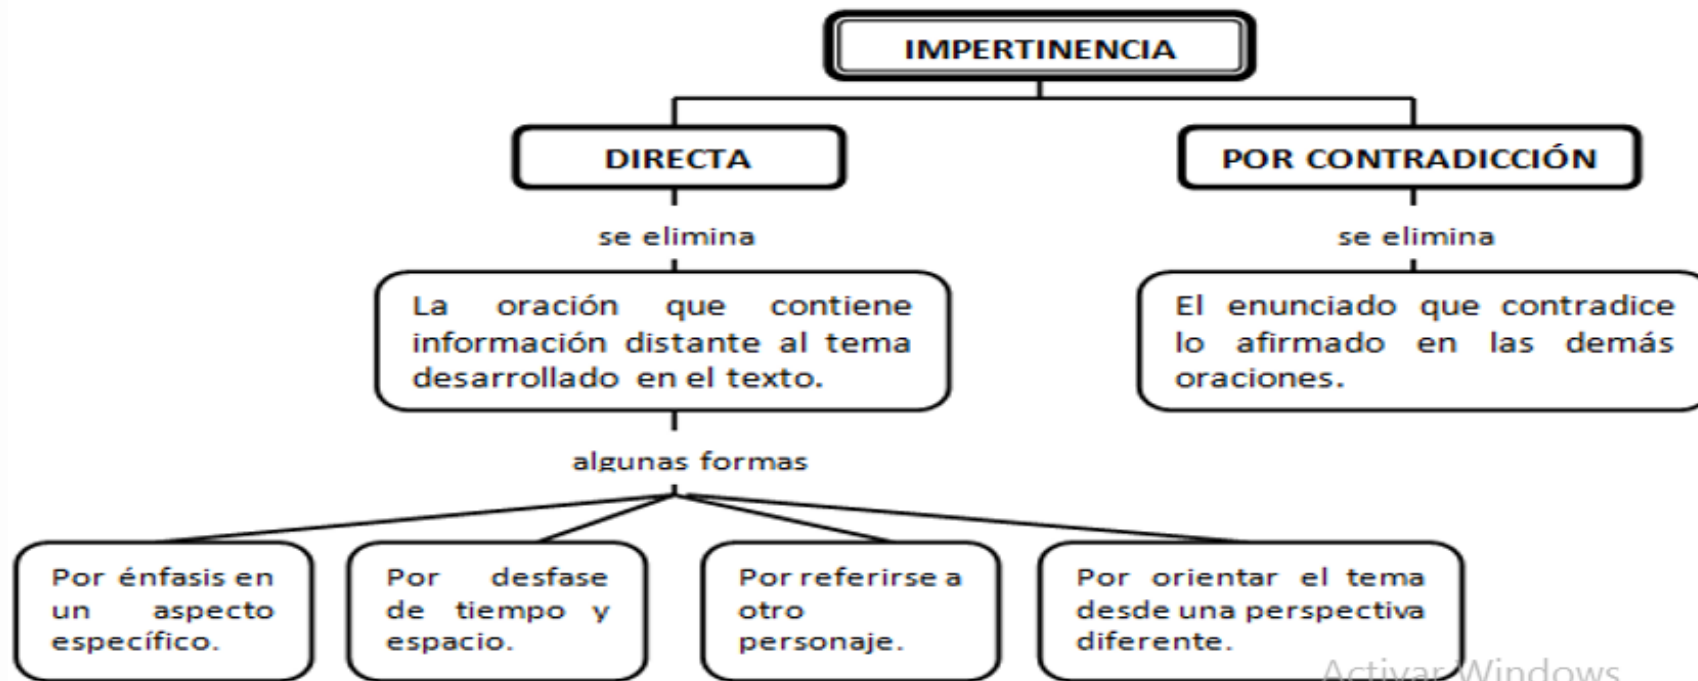 IMPERTINENCIA
DIRECTA
POR CONTRADICCIÓN
se elimina
se elimina
La oración que contiene
información distante al tema
desarrollado en el texto.
El enunciado que contradice
lo afirmado en las demás
oraciones.
algunas formas
Por énfasis en
un aspecto
específico.
Por desfase
de tiempo y
espacio.
Por referirse a
otro
personaje.
Por orientar el tema
desde una perspectiva
diferente.
Activar Windows